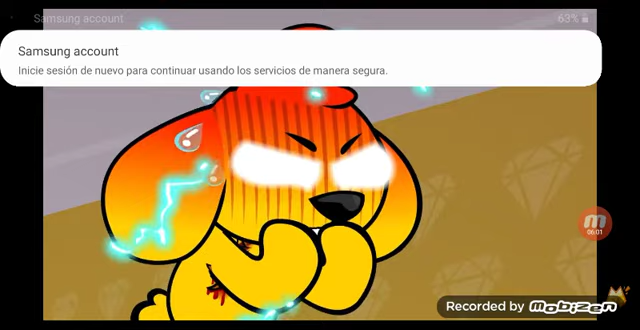 Samsung account
63%
Samsung account
Inicie sesión de nuevo para continuar usando los servicios de manera segura.
06:01
Recorded by Mobizen